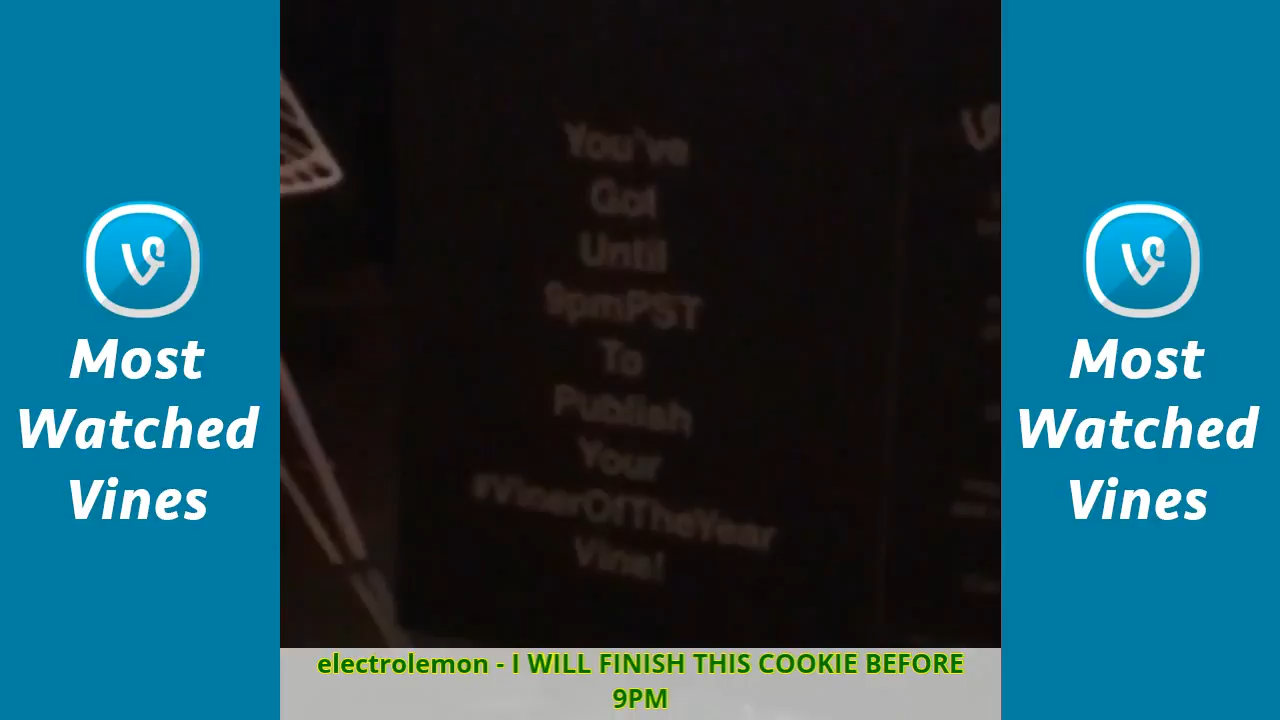 You've
Got
Until
9pmPST
To
Publish
Your
#VinerOfTheYear
Vine!
Most
Watched
Vines
Most
Watched
Vines
electrolemon - I WILL FINISH THIS COOKIE BEFORE
9PM